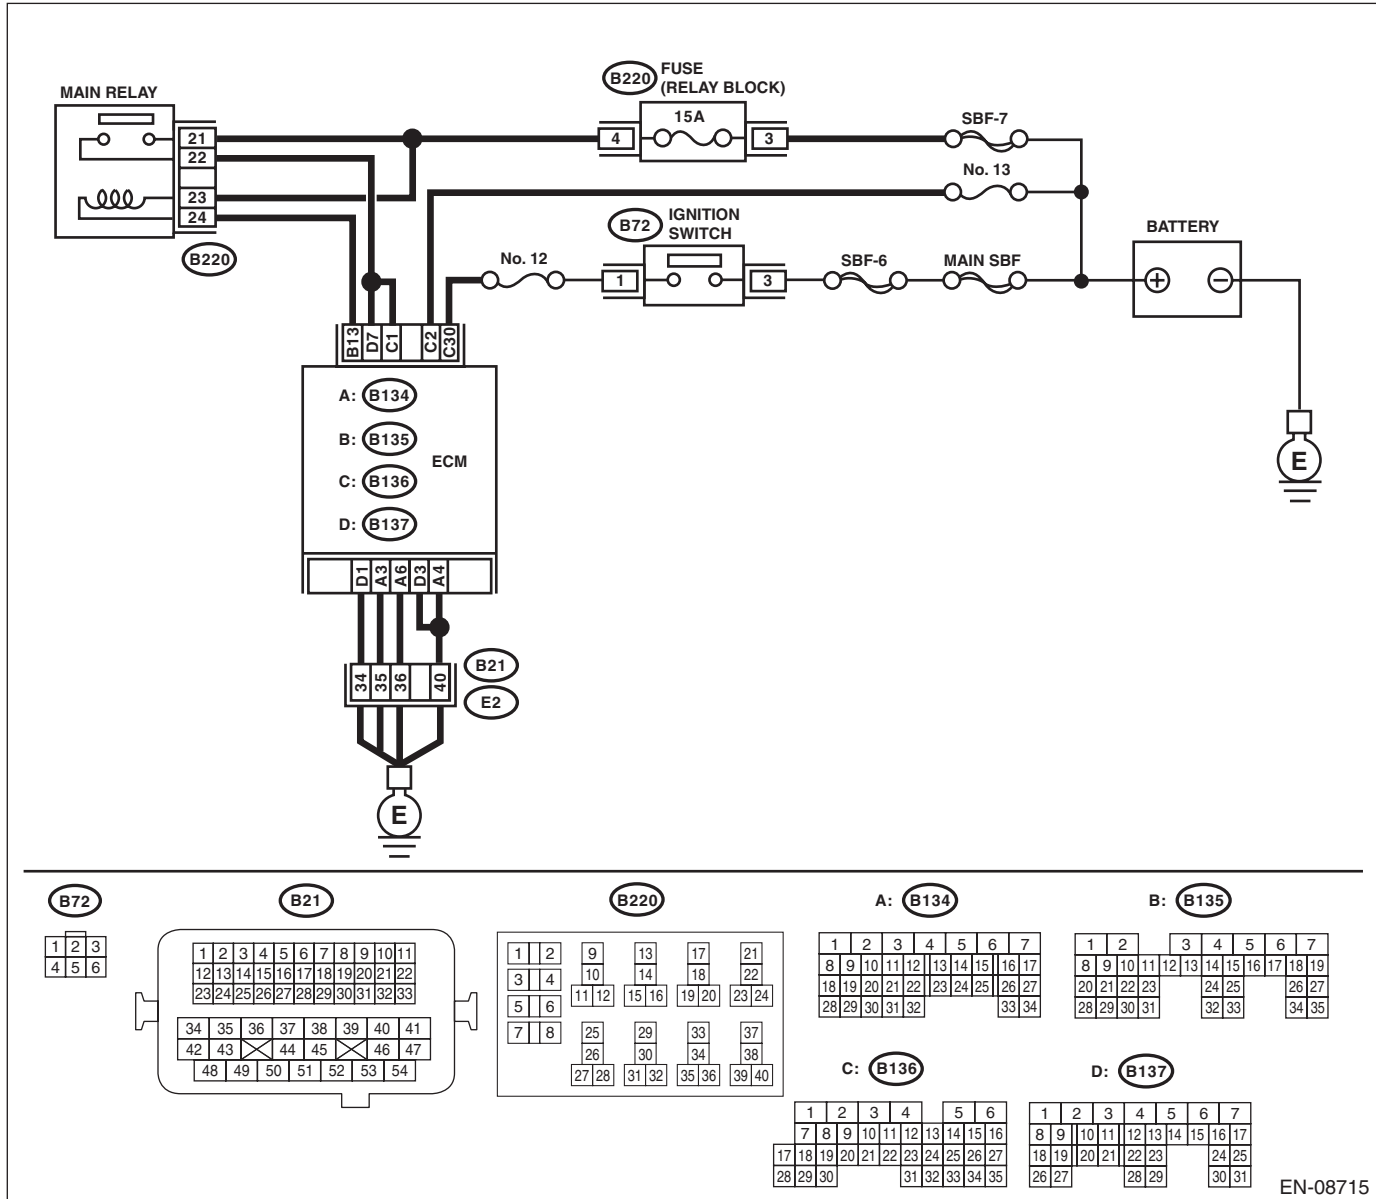 B220 FUSE
(RELAY BLOCK)
MAIN RELAY
15A
SBF-7
21
4
3
22
No. 13
23
24
B72 IGNITION
SWITCH
BATTERY
B220
No. 12
SBF-6
MAIN SBF
1
3
+ −
B13 D7 C1 C2 C30
A: B134
B: B135
ECM
C: B136
D: B137
E
D1 A3 A6 D3 A4
34 35 36 40
B21
E2
E
B72
1 2 3
4 5 6
B21
1 2 3 4 5 6 7 8 9 10 11
12 13 14 15 16 17 18 19 20 21 22
23 24 25 26 27 28 29 30 31 32 33
34 35 36 37 38 39 40 41
42 43 44 45 46 47
48 49 50 51 52 53 54
B220
1 2 9 13 17 21
3 4 10 14 18 22
5 6 11 12 15 16 19 20 23 24
7 8 25 29 33 37
26 30 34 38
27 28 31 32 35 36 39 40
A: B134
1 2 3 4 5 6 7
8 9 10 11 12 13 14 15 16 17
18 19 20 21 22 23 24 25 26 27
28 29 30 31 32 33 34
B: B135
1 2 3 4 5 6 7
8 9 10 11 12 13 14 15 16 17 18 19
20 21 22 23 24 25 26 27
28 29 30 31 32 33 34 35
C: B136
1 2 3 4 5 6
7 8 9 10 11 12 13 14 15 16
17 18 19 20 21 22 23 24 25 26 27
28 29 30 31 32 33 34 35
D: B137
1 2 3 4 5 6 7
8 9 10 11 12 13 14 15 16 17
18 19 20 21 22 23 24 25
26 27 28 29 30 31
EN-08715